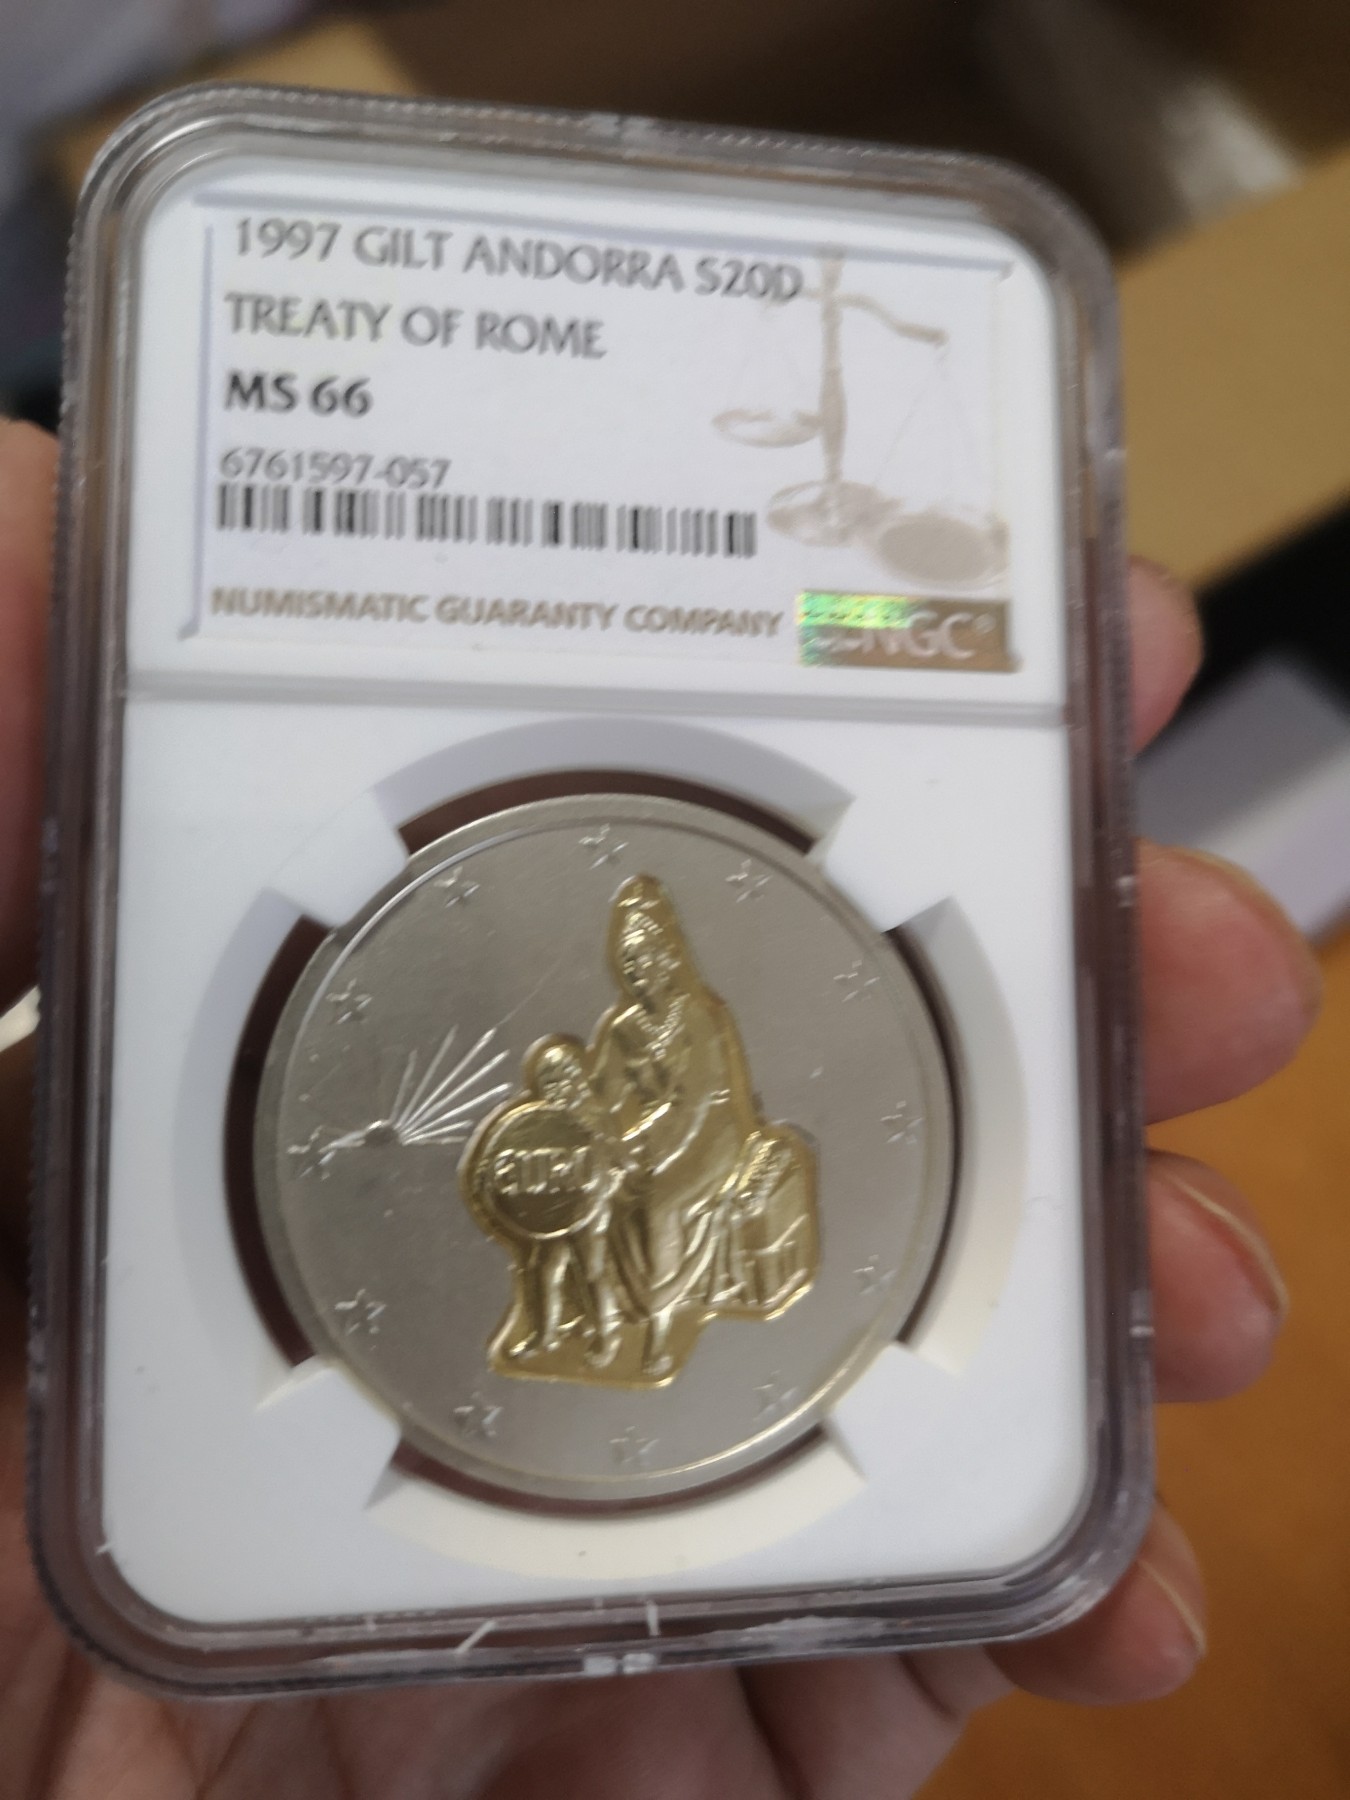 1997 GILT ANDORRA S20D
TREATY OF ROME
MS 66
6761597-057
NUMISMATIC GUARANTY COMPANY
NGC®
EURO